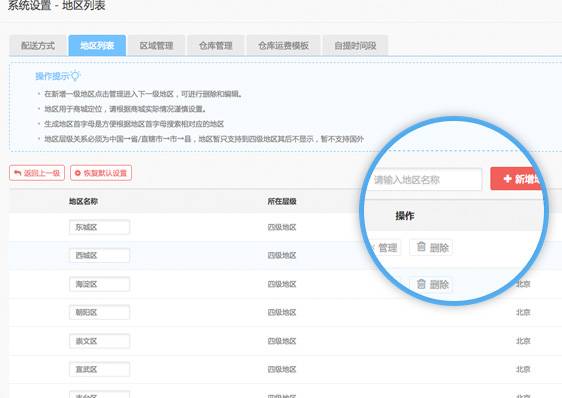 系统设置 - 地区列表
配送方式 地区列表 区域管理 仓库管理 仓库运费模板 自提时间段
操作提示
在新增一级地区点击管理进入下一级地区，可进行删除和编辑。
地区用于商城定位，请根据商城实际情况谨慎设置。
生成地区首字母是方便根据地区首字母搜索相对应的地区
地区层级关系必须为中国→省/直辖市→市→县，地区暂只支持到四级地区其后不显示，暂不支持国外
返回上一级 恢复默认设置 请输入地区名称 新增
地区名称 所在层级 操作
东城区 四级地区 管理 删除
西城区 四级地区
海淀区 四级地区 删除 北京
朝阳区 四级地区 北京
崇文区 四级地区 北京
宣武区 四级地区 北京